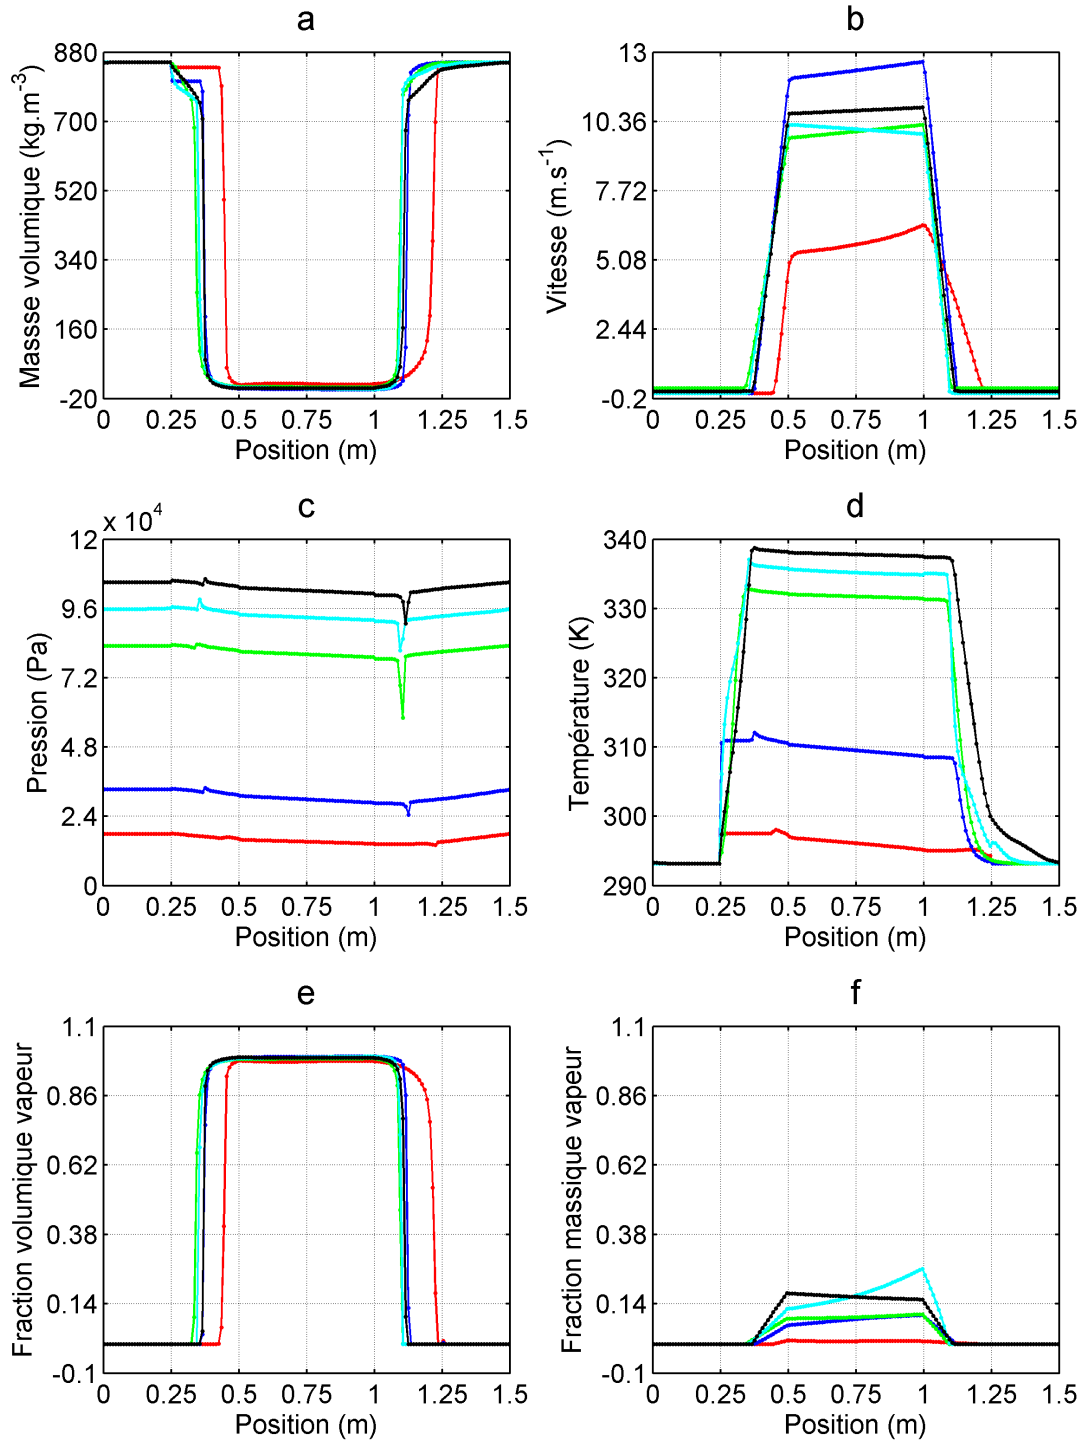 a
Masssse volumique (kg.m-3)
880
700
520
340
160
-20
0 0.25 0.5 0.75 1 1.25 1.5
Position (m)
b
Vitesse (m.s-1)
13
10.36
7.72
5.08
2.44
-0.2
0 0.25 0.5 0.75 1 1.25 1.5
Position (m)
c
x 10^4
Pression (Pa)
12
9.6
7.2
4.8
2.4
0
0 0.25 0.5 0.75 1 1.25 1.5
Position (m)
d
Température (K)
340
330
320
310
300
290
0 0.25 0.5 0.75 1 1.25 1.5
Position (m)
e
Fraction volumique vapeur
1.1
0.86
0.62
0.38
0.14
-0.1
0 0.25 0.5 0.75 1 1.25 1.5
Position (m)
f
Fraction massique vapeur
1.1
0.86
0.62
0.38
0.14
-0.1
0 0.25 0.5 0.75 1 1.25 1.5
Position (m)